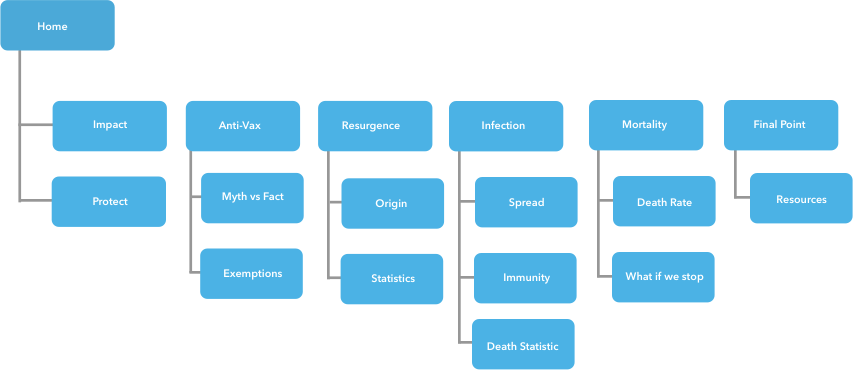 Home
Impact
Anti-Vax
Resurgence
Infection
Mortality
Final Point
Protect
Myth vs Fact
Origin
Spread
Death Rate
Resources
Exemptions
Statistics
Immunity
What if we stop
Death Statistic